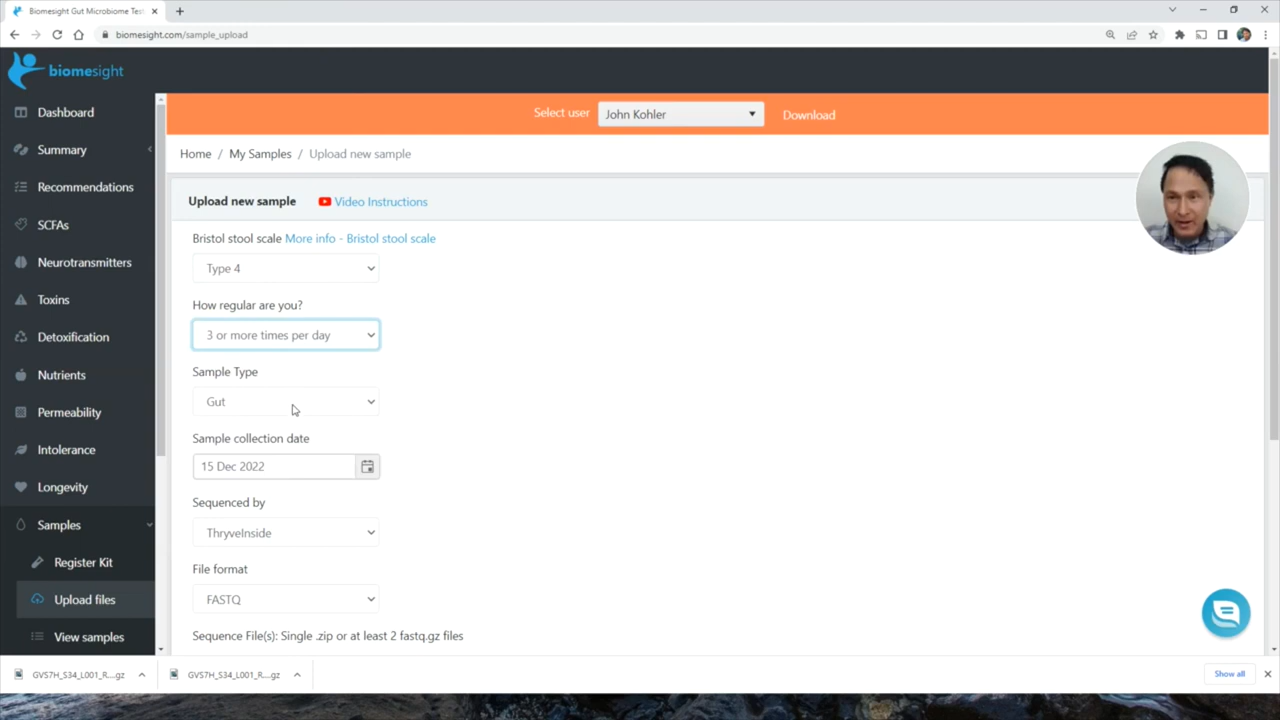 Biomesight Gut Microbiome Tes
biomesight.com/sample_upload
biomesight
Select user
John Kohler
Download
Dashboard
Summary
Recommendations
SCFAs
Neurotransmitters
Toxins
Detoxification
Nutrients
Permeability
Intolerance
Longevity
Samples
Register Kit
Upload files
View samples
Home / My Samples / Upload new sample
Upload new sample Video Instructions
Bristol stool scale More info - Bristol stool scale
Type 4
How regular are you?
3 or more times per day
Sample Type
Gut
Sample collection date
15 Dec 2022
Sequenced by
ThryveInside
File format
FASTQ
Sequence File(s): Single .zip or at least 2 fastq.gz files
GVS7H_S34_L001_R....gz
GVS7H_S34_L001_R....gz
Show all